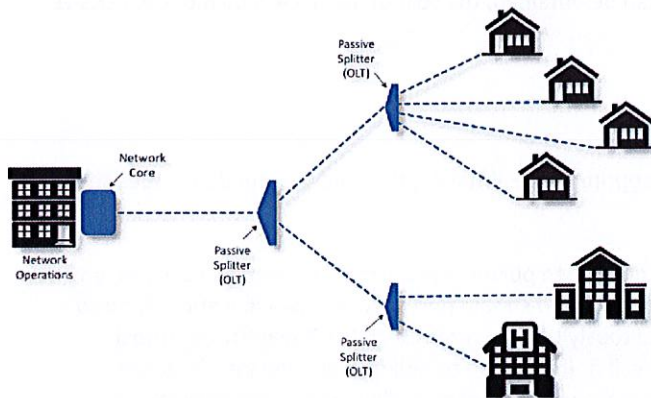 Passive
Splitter
(OLT)
Network
Core
Network
Operations
Passive
Splitter
(OLT)
Passive
Splitter
(OLT)
H